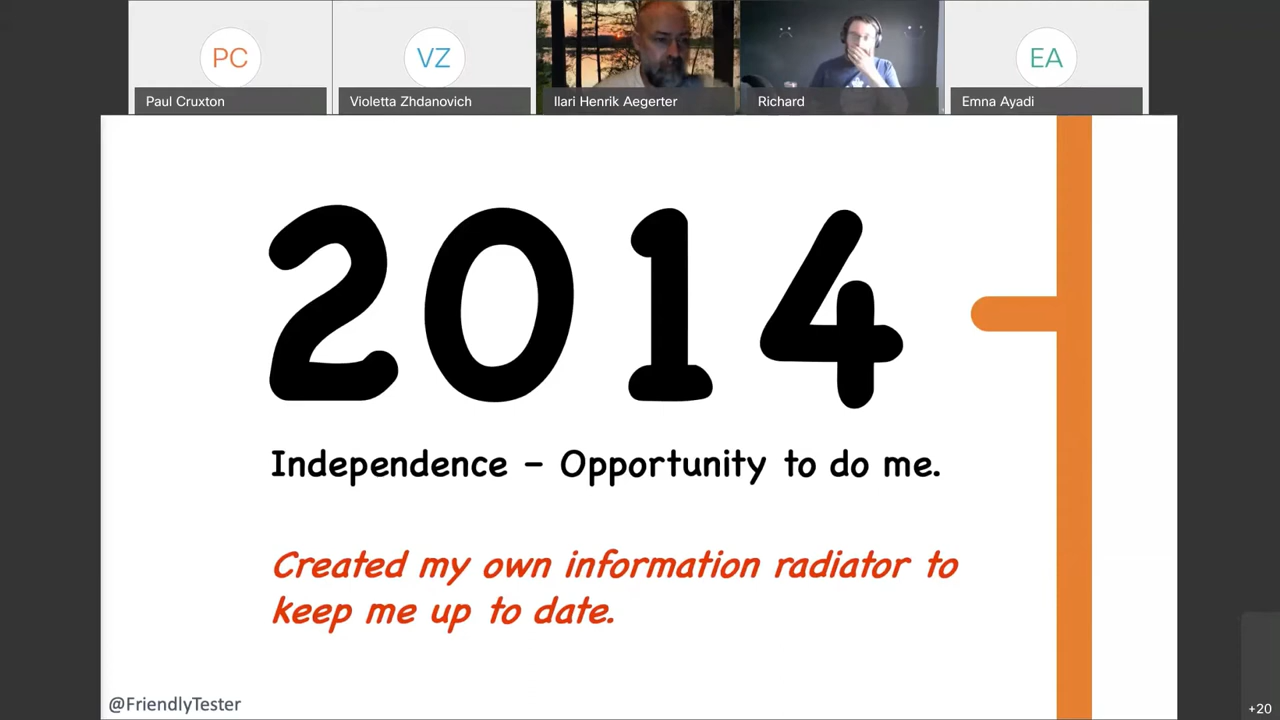 PC
VZ
EA
Paul Cruxton
Violetta Zhdanovich
Ilari Henrik Aegerter
Richard
Emna Ayadi
2014
Independence – Opportunity to do me.
Created my own information radiator to
keep me up to date.
@FriendlyTester
+20